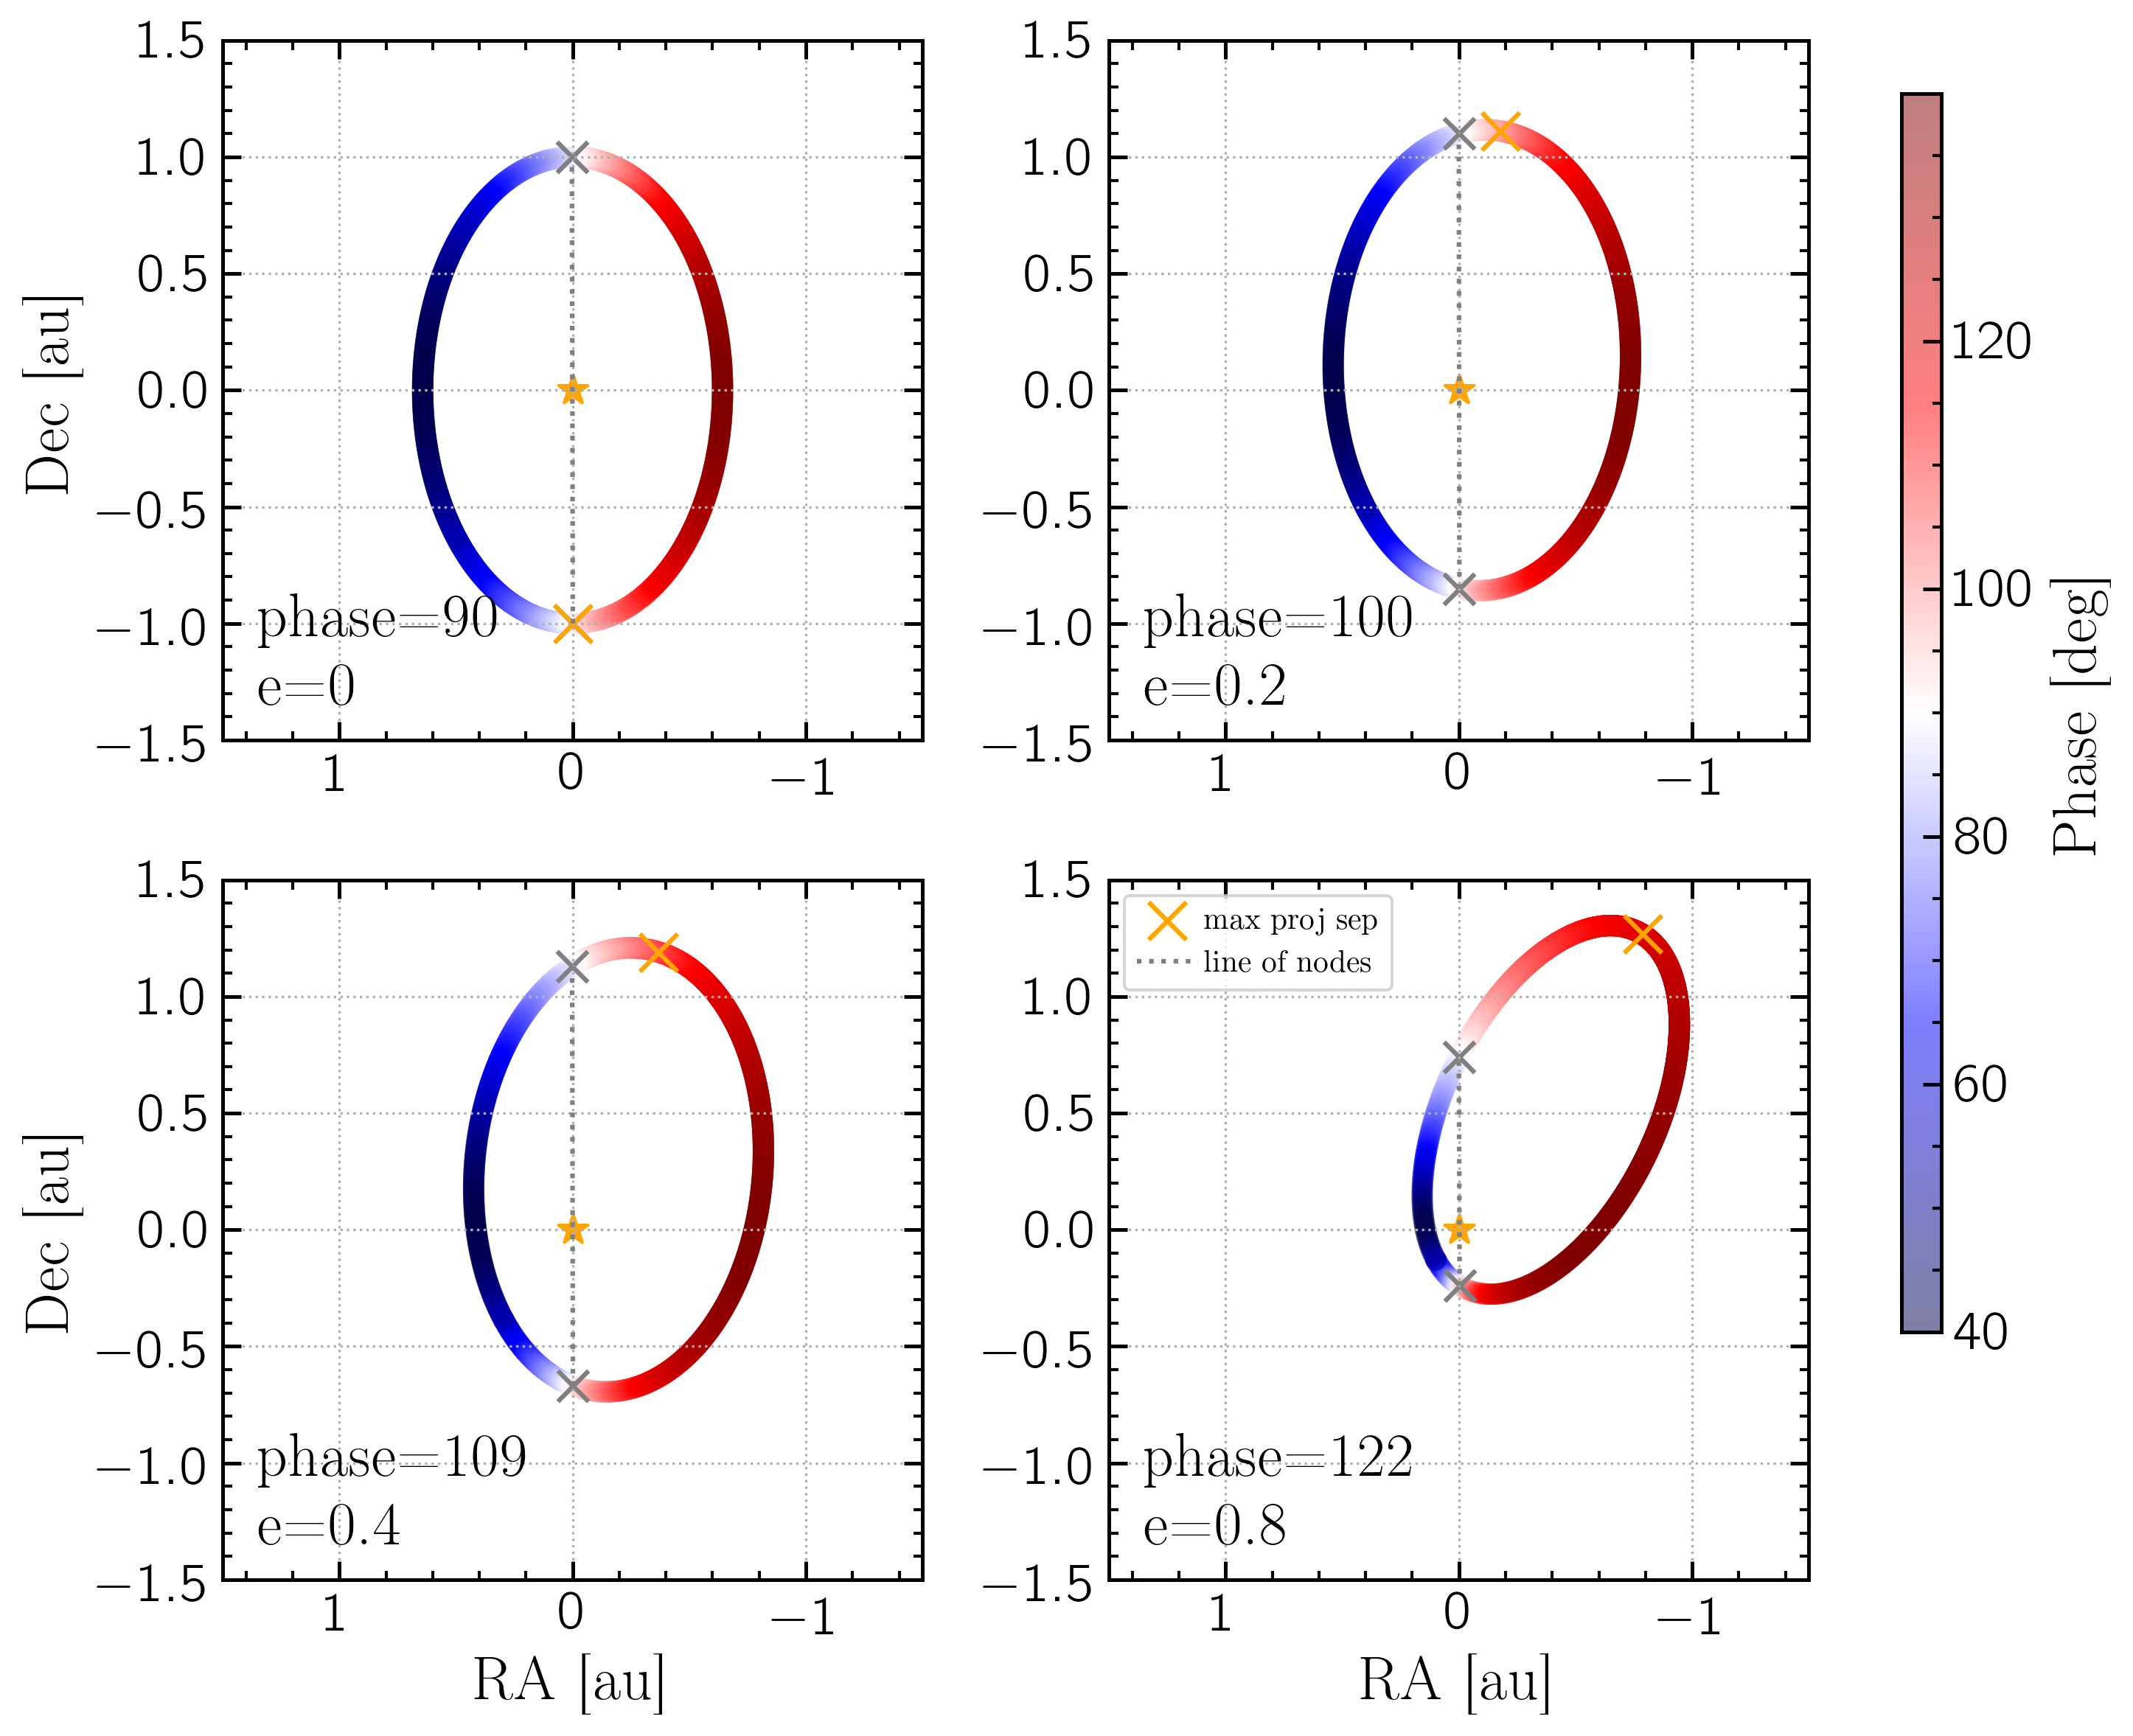 1.5
1.0
0.5
0.0
−0.5
−1.0
−1.5
Dec [au]
phase=90
e=0
1 0 −1
1.5
1.0
0.5
0.0
−0.5
−1.0
−1.5
phase=100
e=0.2
1 0 −1
1.5
1.0
0.5
0.0
−0.5
−1.0
−1.5
Dec [au]
phase=109
e=0.4
1 0 −1
RA [au]
1.5
1.0
0.5
0.0
−0.5
−1.0
−1.5
max proj sep
line of nodes
phase=122
e=0.8
1 0 −1
RA [au]
120
100
80
60
40
Phase [deg]